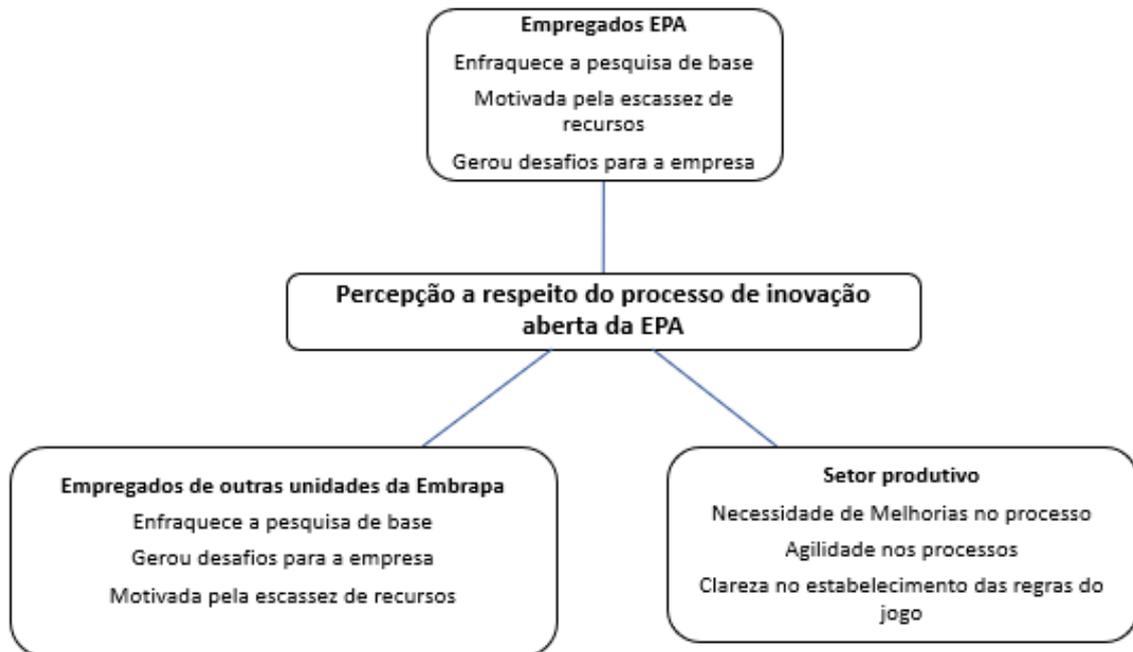 Empregados EPA
Enfraquece a pesquisa de base
Motivada pela escassez de
recursos
Gerou desafios para a empresa
Percepção a respeito do processo de inovação
aberta da EPA
Empregados de outras unidades da Embrapa
Enfraquece a pesquisa de base
Gerou desafios para a empresa
Motivada pela escassez de recursos
Setor produtivo
Necessidade de Melhorias no processo
Agilidade nos processos
Clareza no estabelecimento das regras do
jogo